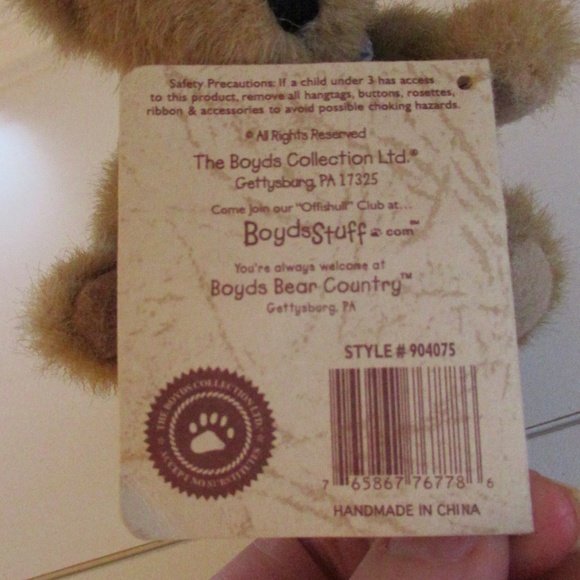 Safety Precautions: If a child under 3 has access
to this product, remove all hangtags, buttons, rosettes,
ribbon & accessories to avoid possible choking hazards.
© All Rights Reserved
The Boyds Collection Ltd.®
Gettysburg, PA 17325
Come join our "Offishull" Club at...
BoydsStuff.com™
You're always welcome at
Boyds Bear Country™
Gettysburg, PA
STYLE # 904075
THE BOYDS COLLECTION LTD.
ACCEPT NO SUBSTITUTES
7 65867 76778 6
HANDMADE IN CHINA